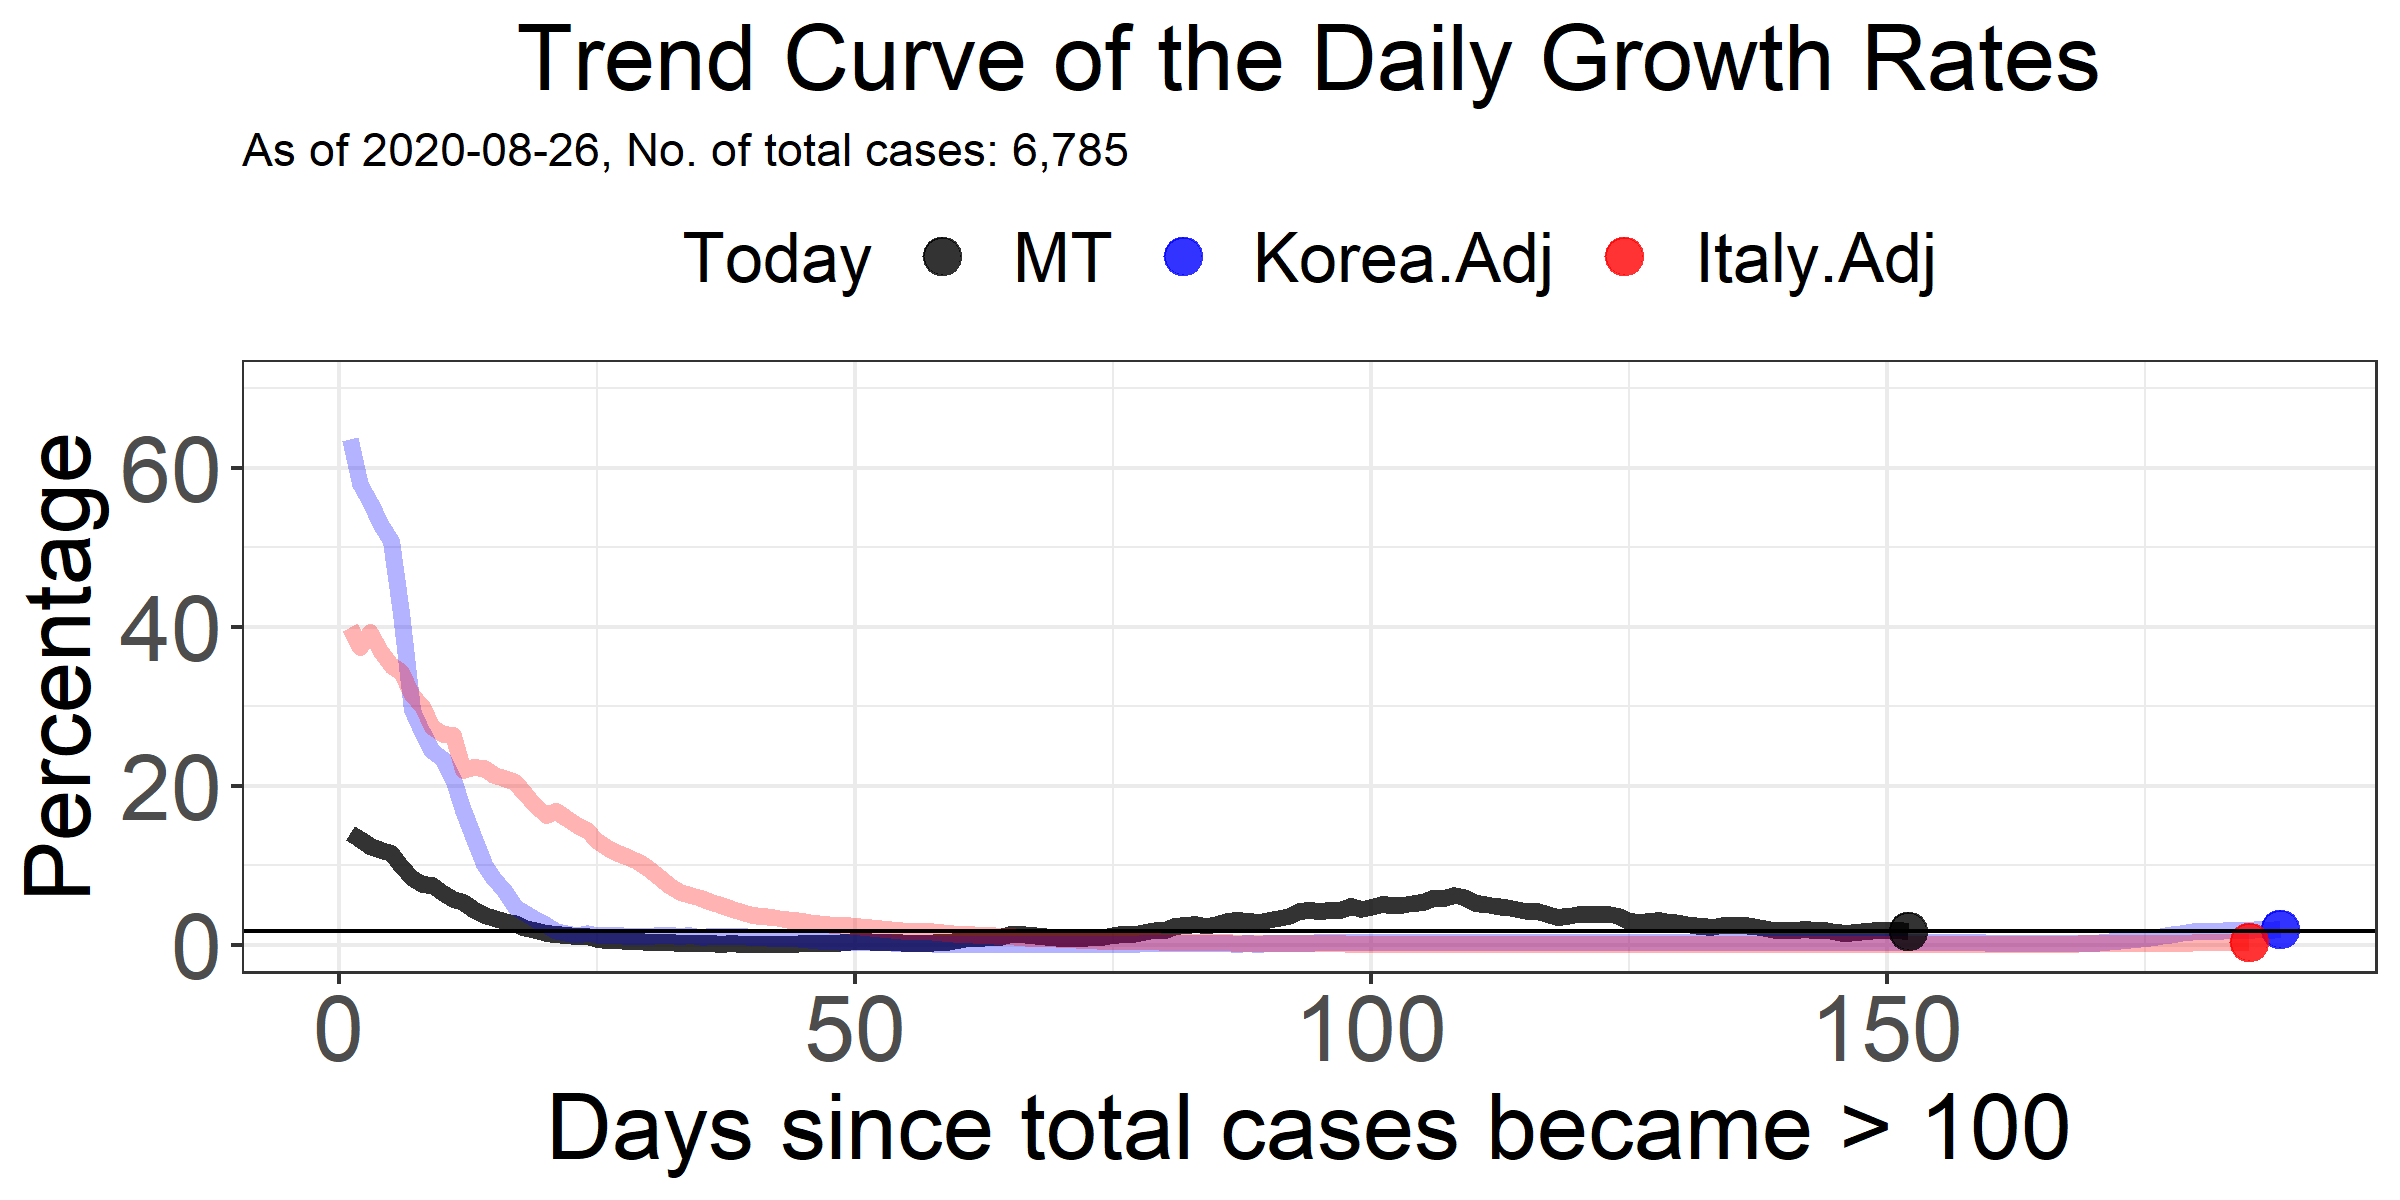 Trend Curve of the Daily Growth Rates
As of 2020-08-26, No. of total cases: 6,785
Today MT Korea.Adj Italy.Adj
Percentage
60
40
20
0
0 50 100 150
Days since total cases became > 100